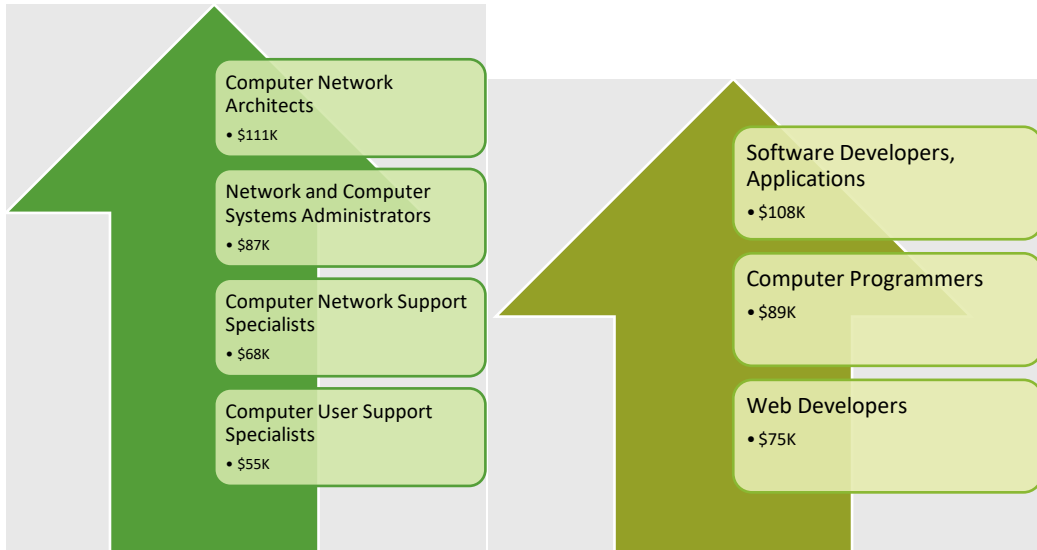 Computer Network
Architects
• $111K
Network and Computer
Systems Administrators
• $87K
Computer Network Support
Specialists
• $68K
Computer User Support
Specialists
• $55K
Software Developers,
Applications
• $108K
Computer Programmers
• $89K
Web Developers
• $75K